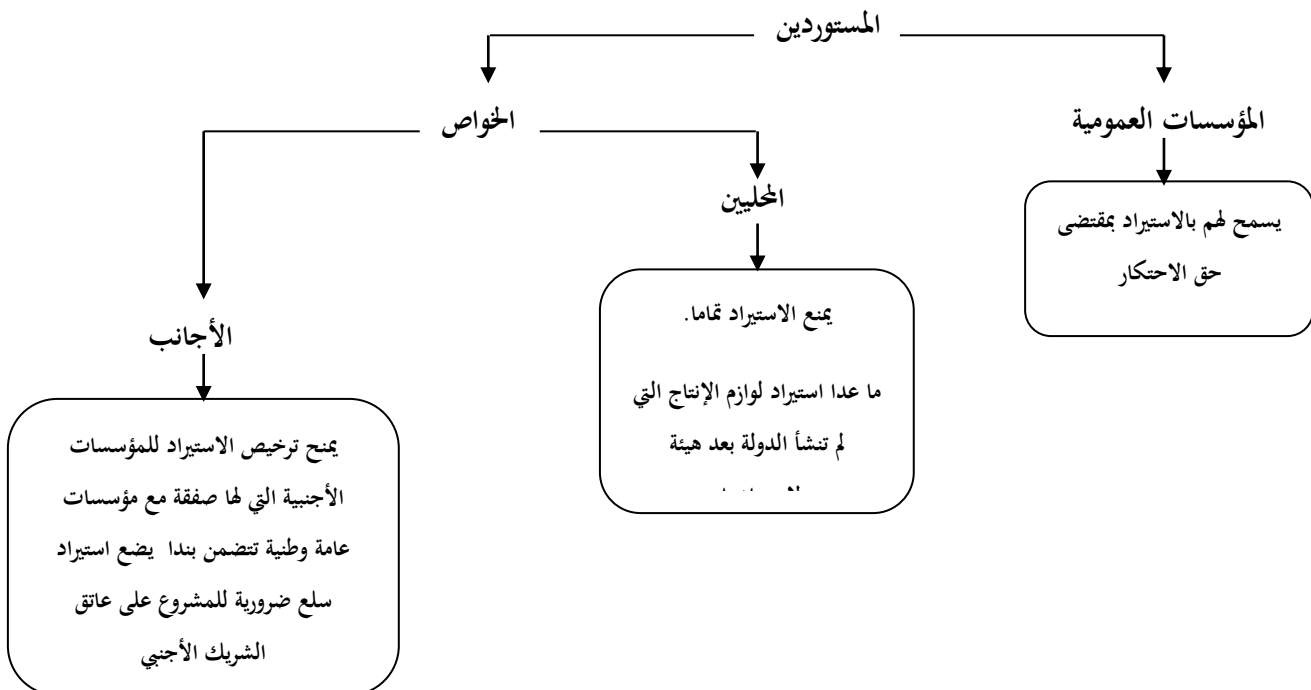 المستوردين
المؤسسات العمومية
الخواص
يسمح لهم بالاستيراد بمقتضى
حق الاحتكار
المحليين
يمنع الاستيراد تماما.
ما عدا استيراد لوازم الإنتاج التي
لم تنشأ الدولة بعد هيئة
الأجانب
يمنح ترخيص الاستيراد للمؤسسات
الأجنبية التي لها صفقة مع مؤسسات
عامة وطنية تتضمن بندا يضع استيراد
سلع ضرورية للمشروع على عاتق
الشريك الأجنبي